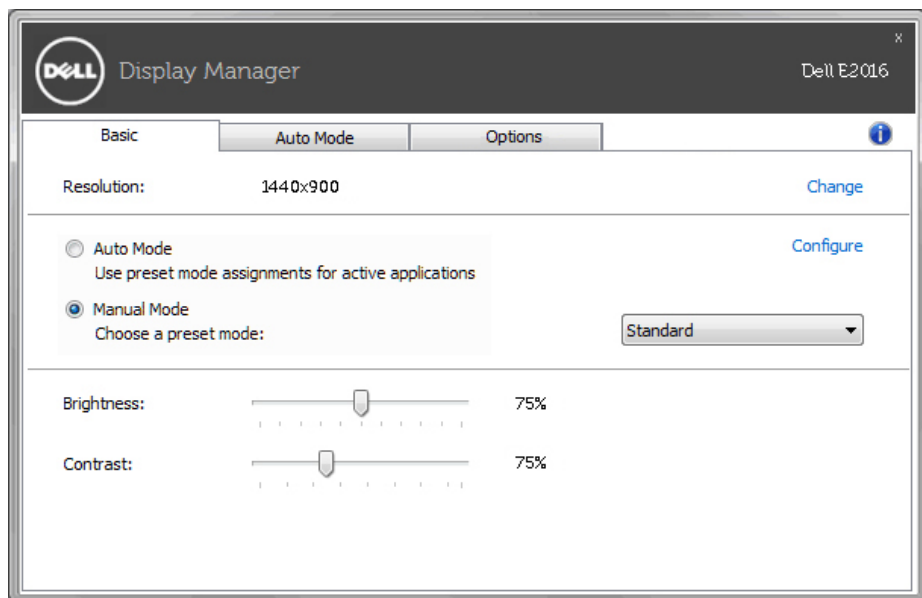 x
DELL Display Manager Dell E2016
Basic Auto Mode Options i
Resolution: 1440x900 Change
Auto Mode Configure
Use preset mode assignments for active applications
Manual Mode
Choose a preset mode: Standard
Brightness: 75%
Contrast: 75%